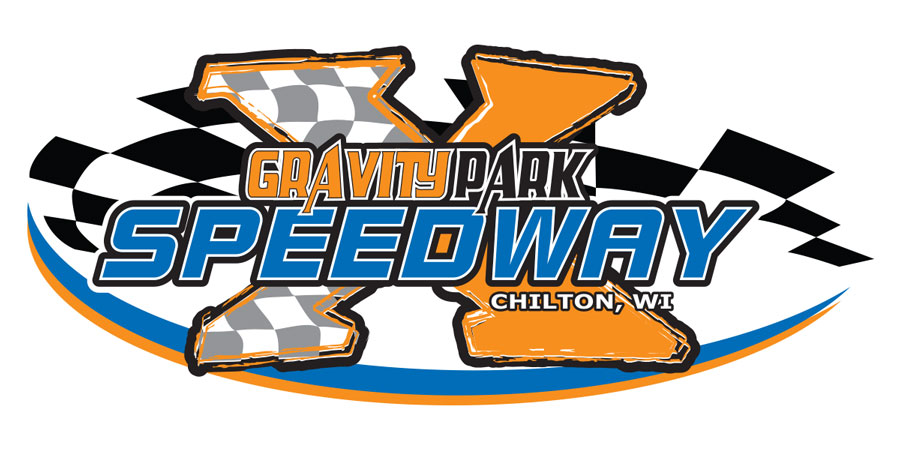 X
GRAVITY PARK
SPEEDWAY
CHILTON, WI